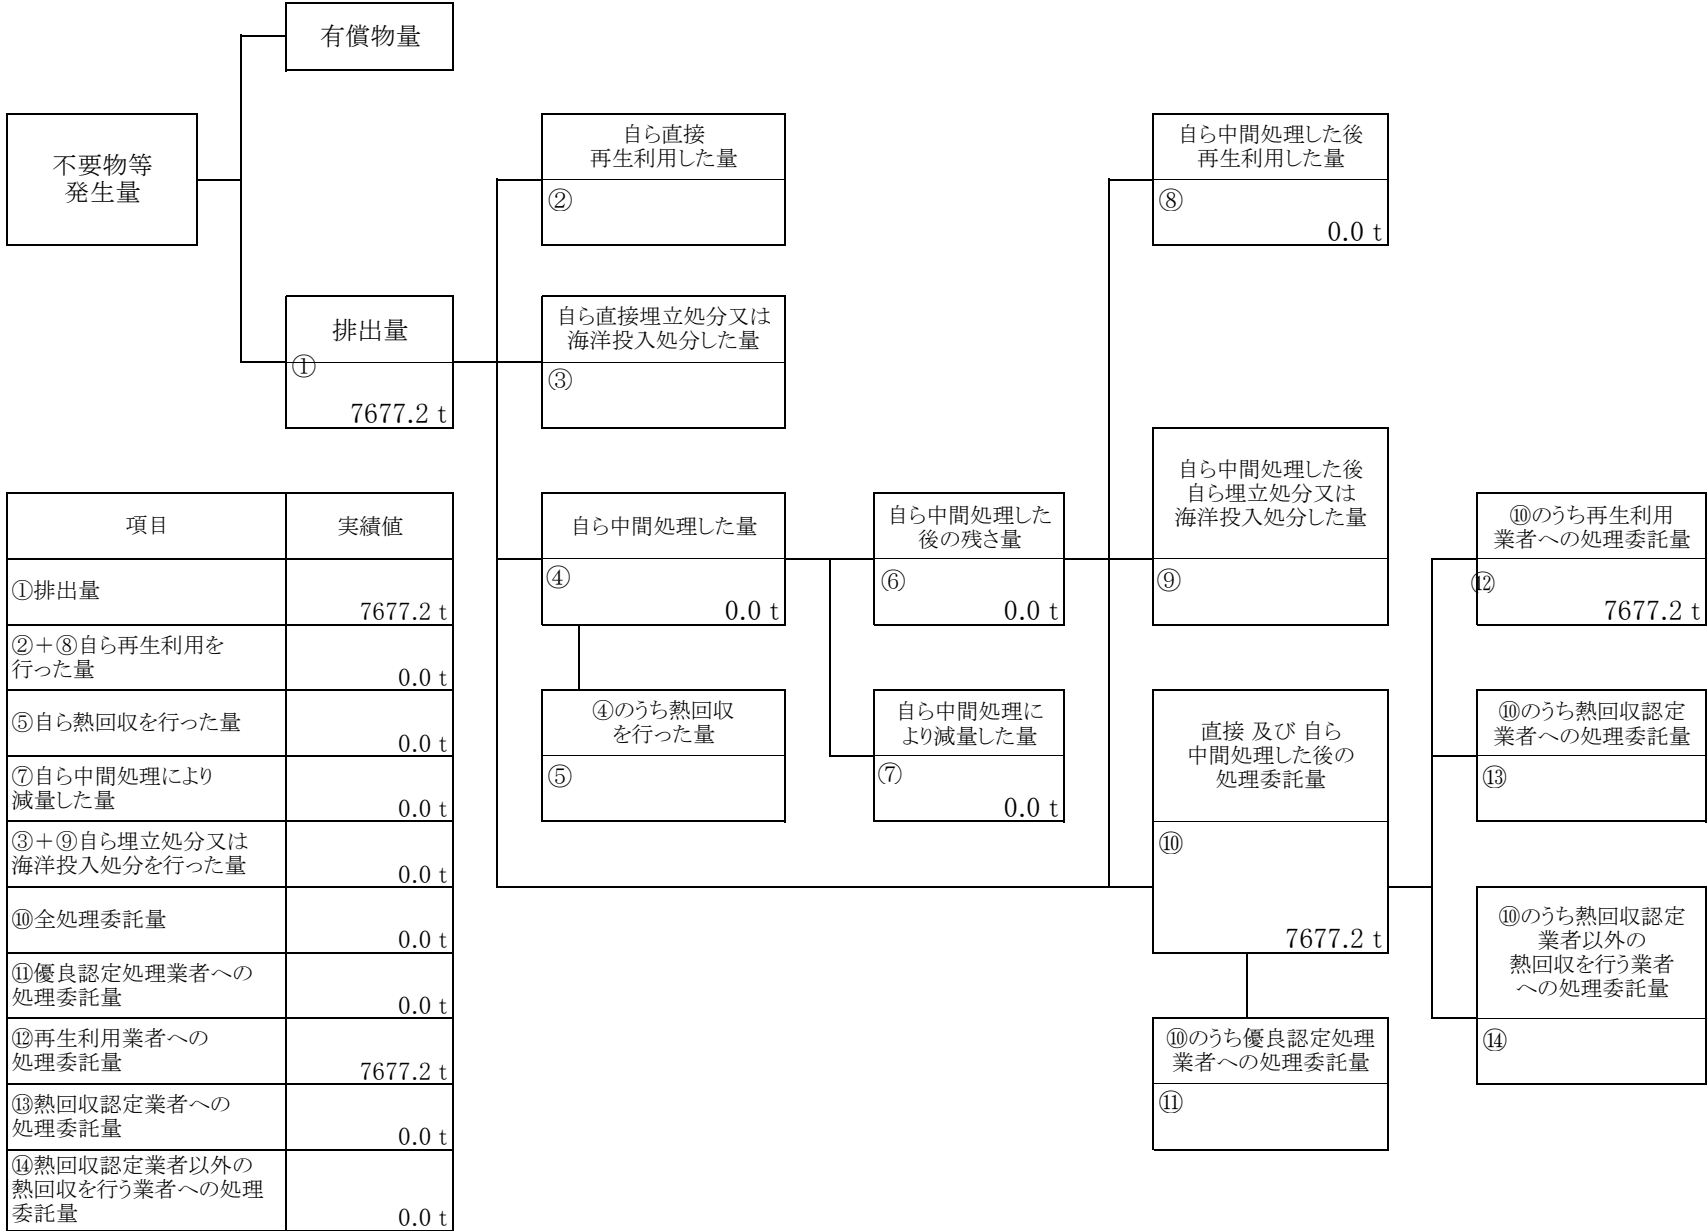 有償物量
不要物等
発生量
自ら直接
再生利用した量
②
自ら中間処理した後
再生利用した量
⑧
0.0 t
排出量
①
7677.2 t
自ら直接埋立処分又は
海洋投入処分した量
③
自ら中間処理した量
④
0.0 t
自ら中間処理した
後の残さ量
⑥
0.0 t
自ら中間処理した後
自ら埋立処分又は
海洋投入処分した量
⑨
⑩のうち再生利用
業者への処理委託量
⑫
7677.2 t
④のうち熱回収
を行った量
⑤
自ら中間処理に
より減量した量
⑦
0.0 t
直接 及び 自ら
中間処理した後の
処理委託量
⑩
7677.2 t
⑩のうち熱回収認定
業者への処理委託量
⑬
⑩のうち熱回収認定
業者以外の
熱回収を行う業者
への処理委託量
⑭
⑩のうち優良認定処理
業者への処理委託量
⑪
項目 実績値
①排出量
7677.2 t
②＋⑧自ら再生利用を
行った量
0.0 t
⑤自ら熱回収を行った量
0.0 t
⑦自ら中間処理により
減量した量
0.0 t
③＋⑨自ら埋立処分又は
海洋投入処分を行った量
0.0 t
⑩全処理委託量
0.0 t
⑪優良認定処理業者への
処理委託量
0.0 t
⑫再生利用業者への
処理委託量
7677.2 t
⑬熱回収認定業者への
処理委託量
0.0 t
⑭熱回収認定業者以外の
熱回収を行う業者への処理
委託量
0.0 t